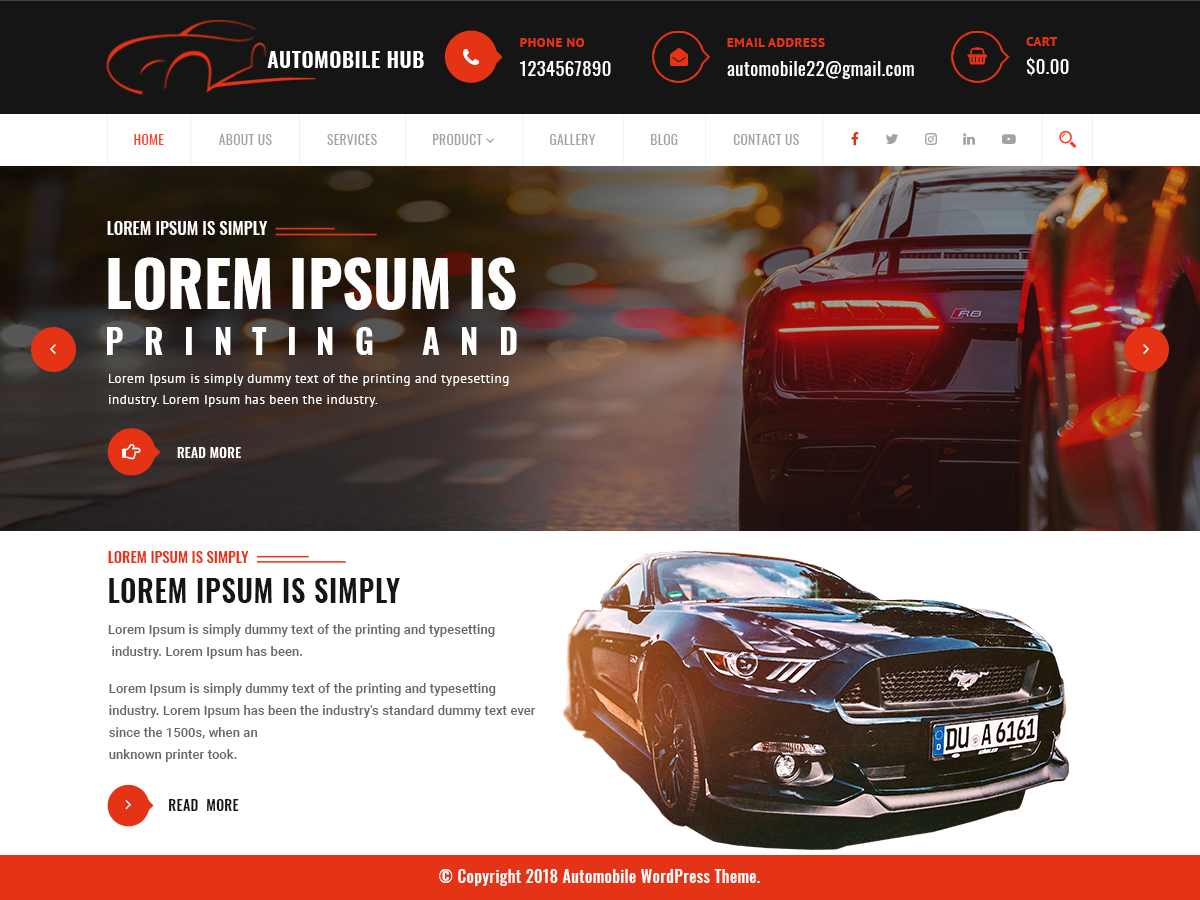 AUTOMOBILE HUB
PHONE NO
1234567890
EMAIL ADDRESS
automobile22@gmail.com
CART
$0.00
HOME
ABOUT US
SERVICES
PRODUCT
GALLERY
BLOG
CONTACT US
LOREM IPSUM IS SIMPLY
LOREM IPSUM IS
PRINTING AND
Lorem Ipsum is simply dummy text of the printing and typesetting
industry. Lorem Ipsum has been the industry.
READ MORE
R8
LOREM IPSUM IS SIMPLY
LOREM IPSUM IS SIMPLY
Lorem Ipsum is simply dummy text of the printing and typesetting
industry. Lorem Ipsum has been.
Lorem Ipsum is simply dummy text of the printing and typesetting
industry. Lorem Ipsum has been the industry's standard dummy text ever
since the 1500s, when an
unknown printer took.
READ MORE
DU A 6161
© Copyright 2018 Automobile WordPress Theme.